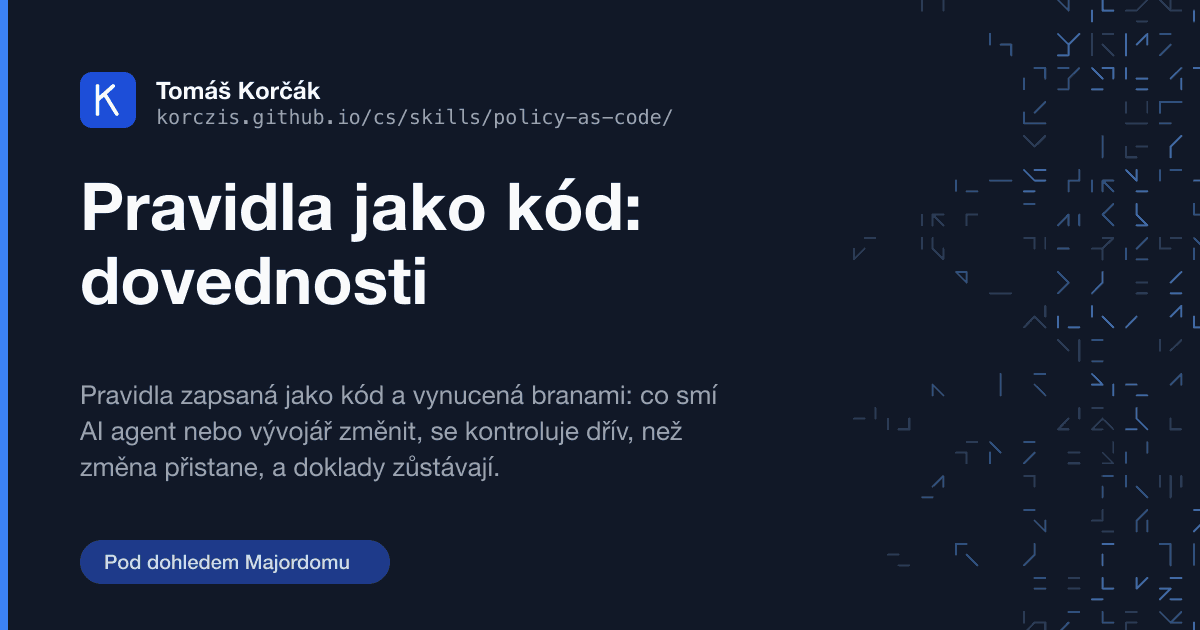 K
Tomáš Korčák
korczis.github.io/cs/skills/policy-as-code/
Pravidla jako kód:
dovednosti
Pravidla zapsaná jako kód a vynucená branami: co smí
AI agent nebo vývojář změnit, se kontroluje dřív, než
změna přistane, a doklady zůstávají.
Pod dohledem Majordomu